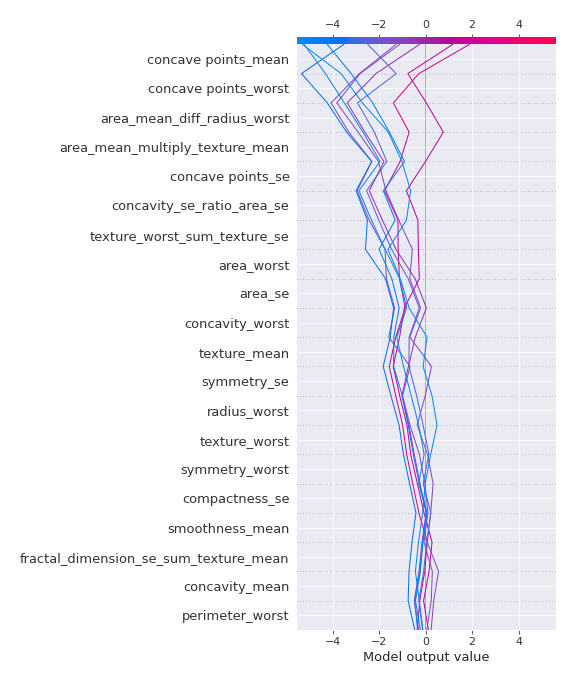 −4 −2 0 2 4
concave points_mean
concave points_worst
area_mean_diff_radius_worst
area_mean_multiply_texture_mean
concave points_se
concavity_se_ratio_area_se
texture_worst_sum_texture_se
area_worst
area_se
concavity_worst
texture_mean
symmetry_se
radius_worst
texture_worst
symmetry_worst
compactness_se
smoothness_mean
fractal_dimension_se_sum_texture_mean
concavity_mean
perimeter_worst
−4 −2 0 2 4
Model output value